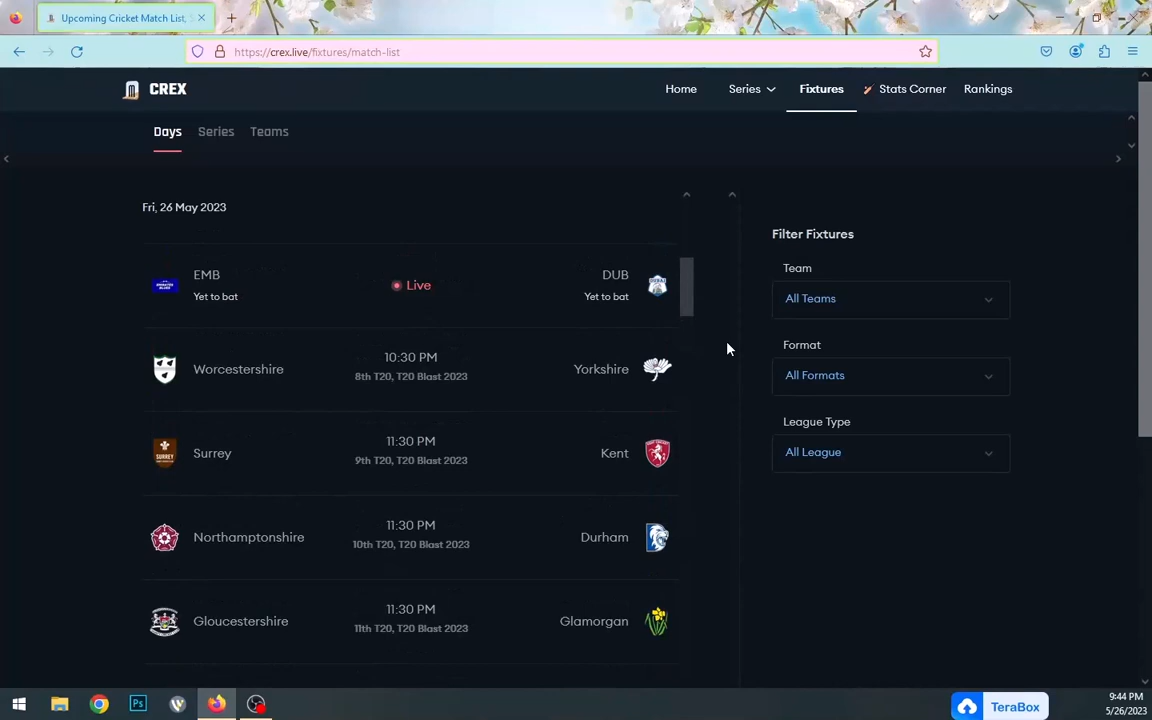 Upcoming Cricket Match List,
https://crex.live/fixtures/match-list
CREX
Home
Series
Fixtures
Stats Corner
Rankings
Days
Series
Teams
Fri, 26 May 2023
EMB
Yet to bat
Live
DUB
Yet to bat
Worcestershire
10:30 PM
8th T20, T20 Blast 2023
Yorkshire
Surrey
11:30 PM
9th T20, T20 Blast 2023
Kent
Northamptonshire
11:30 PM
10th T20, T20 Blast 2023
Durham
Gloucestershire
11:30 PM
11th T20, T20 Blast 2023
Glamorgan
Filter Fixtures
Team
All Teams
Format
All Formats
League Type
All League
Ps
TeraBox
9:44 PM
5/26/2023